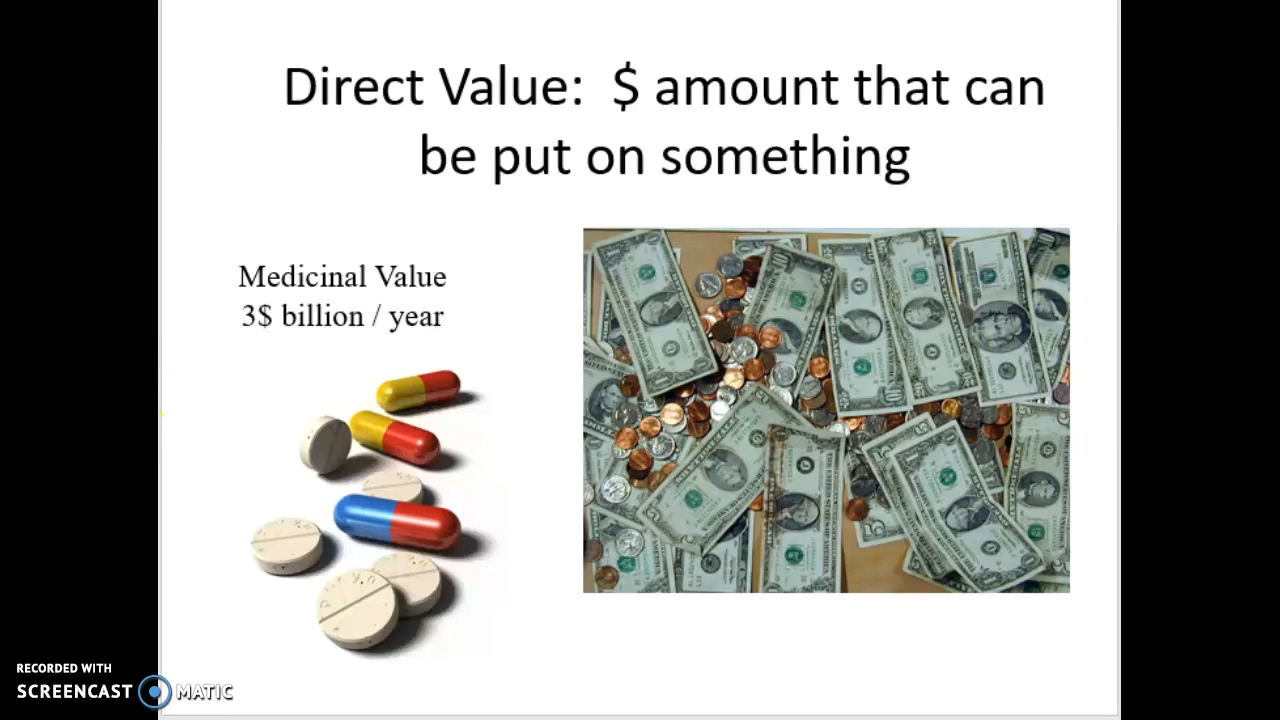 Direct Value:  $ amount that can
be put on something
Medicinal Value
3$ billion / year
RECORDED WITH
SCREENCAST MATIC